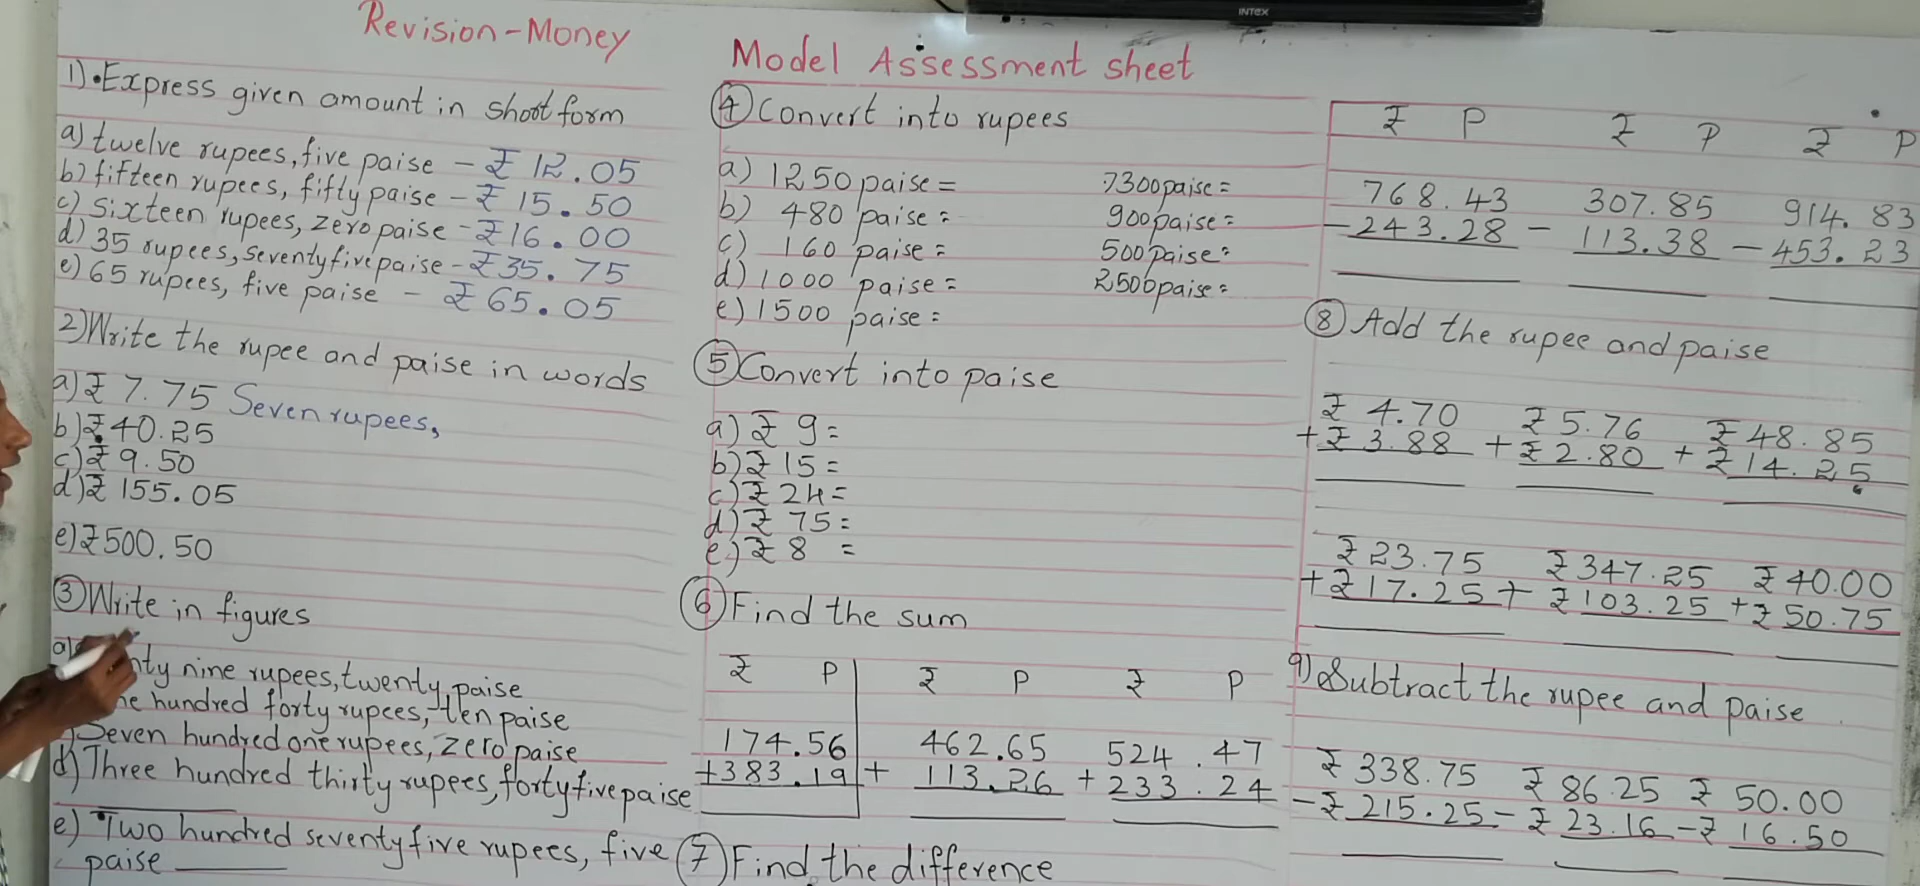 INTEX
Revision-Money
Model Assessment sheet
1) Express given amount in short form
a) twelve rupees, five paise - ₹ 12.05
b) fifteen rupees, fifty paise - ₹ 15.50
c) sixteen rupees, zero paise - ₹16.00
d) 35 rupees, seventyfive paise - ₹35.75
e) 65 rupees, five paise - ₹65.05
2) Write the rupee and paise in words
a) ₹ 7.75 Seven rupees,
b) ₹40.25
c) ₹ 9.50
d) ₹ 155.05
e) ₹500.50
③ Write in figures
nty nine rupees, twenty paise
hundred forty rupees, ten paise
Seven hundred one rupees, zero paise
d) Three hundred thirty rupees, fortyfive paise
e) Two hundred seventy five rupees, five
paise
④ Convert into rupees
a) 1250 paise = 7300 paise =
b) 480 paise = 900 paise =
c) 160 paise = 500 paise =
d) 1000 paise = 2500 paise =
e) 1500 paise =
⑤ Convert into paise
a) ₹ 9 =
b) ₹ 15 =
c) ₹ 24 =
d) ₹ 75 =
e) ₹ 8 =
⑥ Find the sum
₹ P ₹ P ₹ P
174.56 462.65 524.47
+383.19 + 113.26 + 233.24
⑦ Find the difference
₹ P ₹ P ₹ P
768.43 307.85 914.83
-243.28 - 113.38 - 453.23
⑧ Add the rupee and paise
₹ 4.70 ₹ 5.76 ₹ 48.85
+ ₹ 3.88 + ₹ 2.80 + ₹ 14.25
₹ 23.75 ₹ 347.25 ₹ 40.00
+ ₹ 17.25 + ₹ 103.25 + ₹ 50.75
9) Subtract the rupee and paise
₹ 338.75 ₹ 86.25 ₹ 50.00
- ₹ 215.25 - ₹ 23.16 - ₹ 16.50